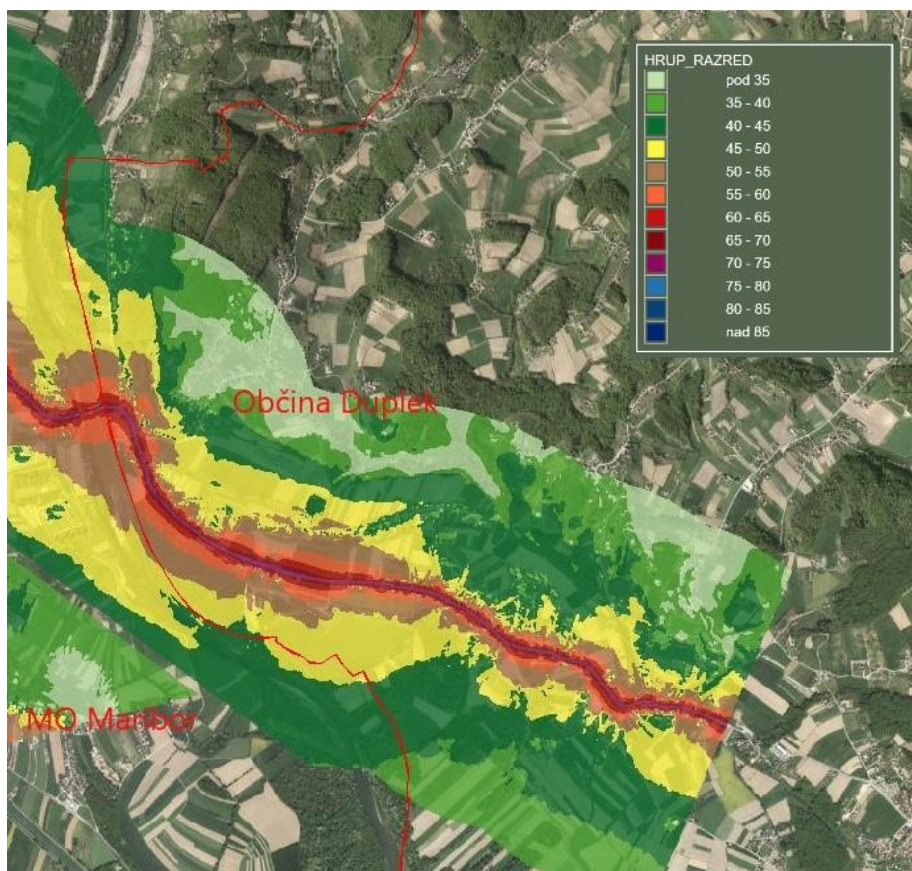 HRUP_RAZRED
pod 35
35 - 40
40 - 45
45 - 50
50 - 55
55 - 60
60 - 65
65 - 70
70 - 75
75 - 80
80 - 85
nad 85
Občina Duplek
MO Maribor